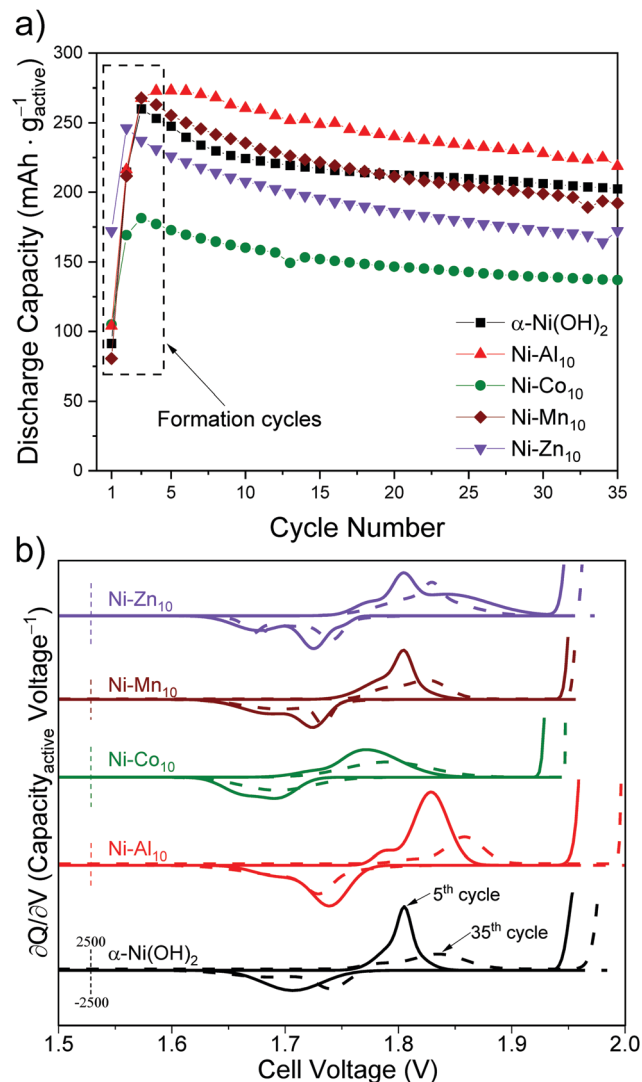 a)
Discharge Capacity (mAh · g⁻¹active)
300
250
200
150
100
50
0
Formation cycles
α-Ni(OH)₂
Ni-Al₁₀
Ni-Co₁₀
Ni-Mn₁₀
Ni-Zn₁₀
1 5 10 15 20 25 30 35
Cycle Number
b)
∂Q/∂V (Capacityactive Voltage⁻¹)
Ni-Zn₁₀
Ni-Mn₁₀
Ni-Co₁₀
Ni-Al₁₀
5th cycle
35th cycle
2500
α-Ni(OH)₂
-2500
1.5 1.6 1.7 1.8 1.9 2.0
Cell Voltage (V)